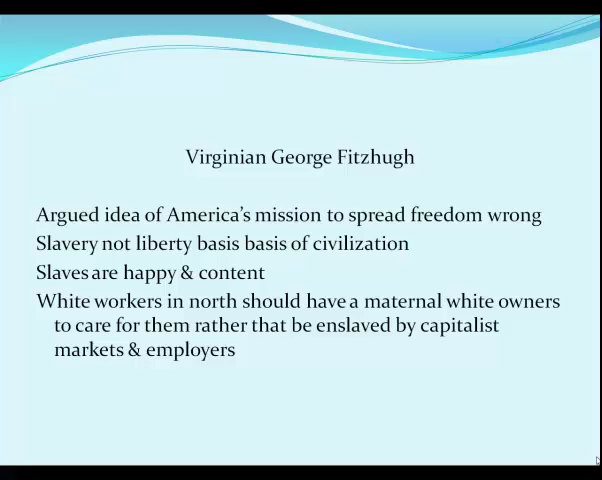 Virginian George Fitzhugh
Argued idea of America's mission to spread freedom wrong
Slavery not liberty basis basis of civilization
Slaves are happy & content
White workers in north should have a maternal white owners
to care for them rather that be enslaved by capitalist
markets & employers